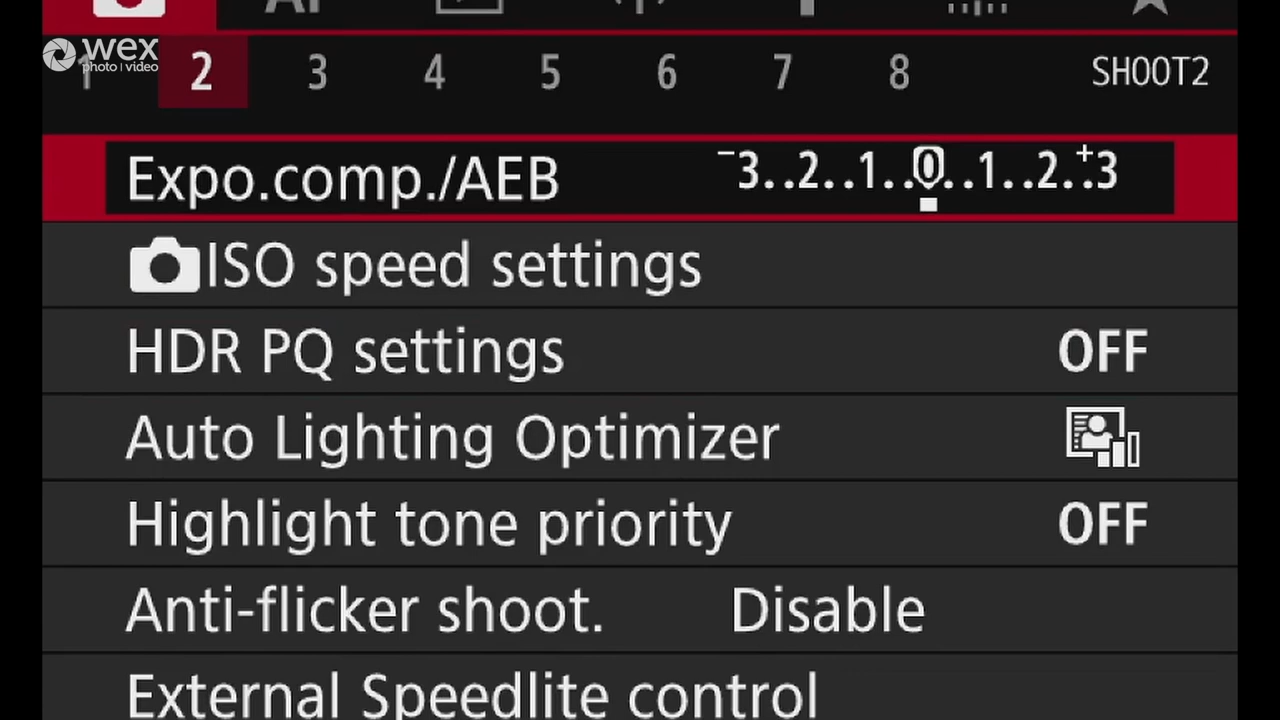 AF
wex
photo | video
1 2 3 4 5 6 7 8 SHOOT2
Expo.comp./AEB -3..2..1..0..1..2..+3
ISO speed settings
HDR PQ settings OFF
Auto Lighting Optimizer
Highlight tone priority OFF
Anti-flicker shoot. Disable
External Speedlite control